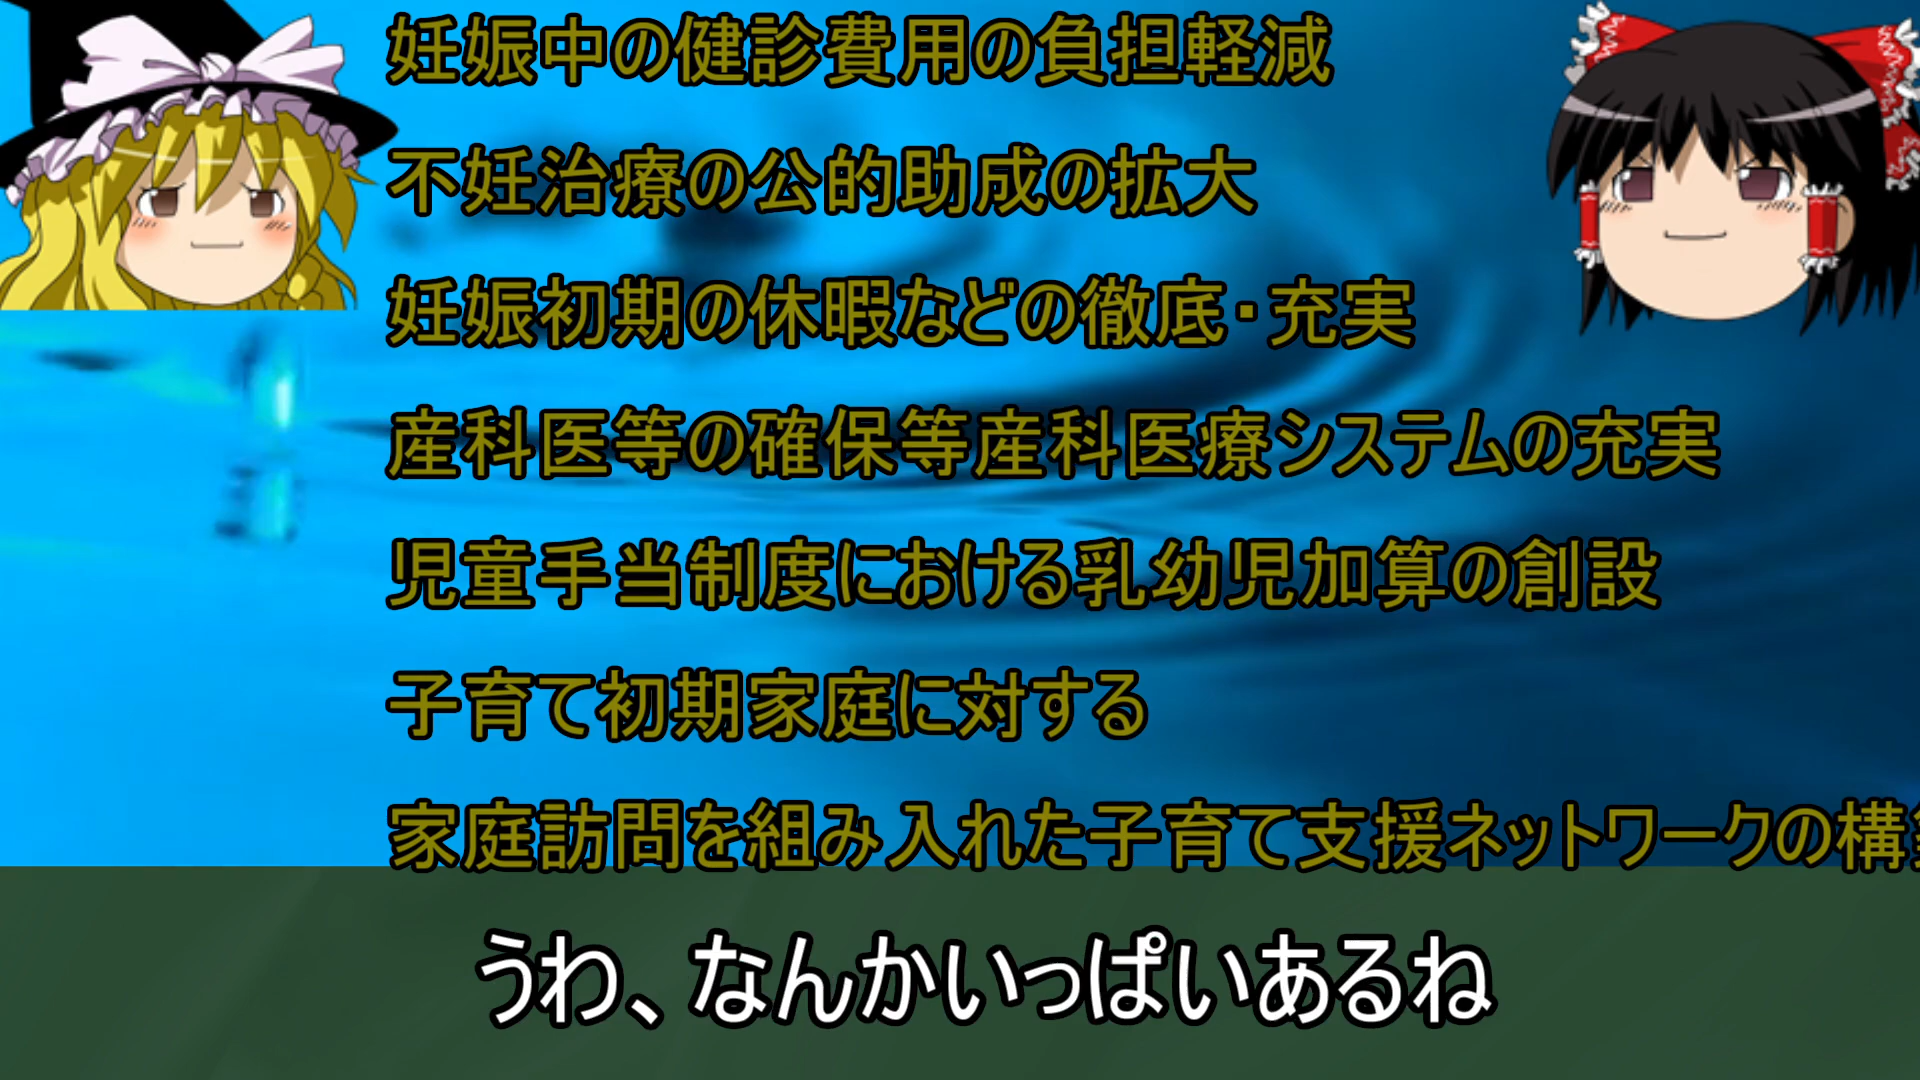 妊娠中の健診費用の負担軽減
不妊治療の公的助成の拡大
妊娠初期の休暇などの徹底・充実
産科医等の確保等産科医療システムの充実
児童手当制度における乳幼児加算の創設
子育て初期家庭に対する
家庭訪問を組み入れた子育て支援ネットワークの構
うわ、なんかいっぱいあるね